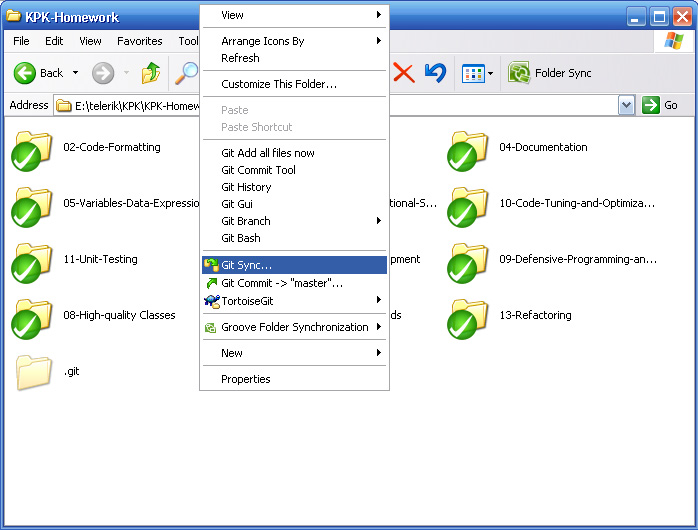 KPK-Homework
File Edit View Favorites Tool
Back
Folder Sync
Address E:\telerik\KPK\KPK-Homew
Go
View
Arrange Icons By
Refresh
Customize This Folder...
Paste
Paste Shortcut
Git Add all files now
Git Commit Tool
Git History
Git Gui
Git Branch
Git Bash
Git Sync...
Git Commit -> "master"...
TortoiseGit
Groove Folder Synchronization
New
Properties
02-Code-Formatting
04-Documentation
05-Variables-Data-Expressio
tional-S...
10-Code-Tuning-and-Optimiza...
11-Unit-Testing
pment
09-Defensive-Programming-an...
08-High-quality Classes
ds
13-Refactoring
.git